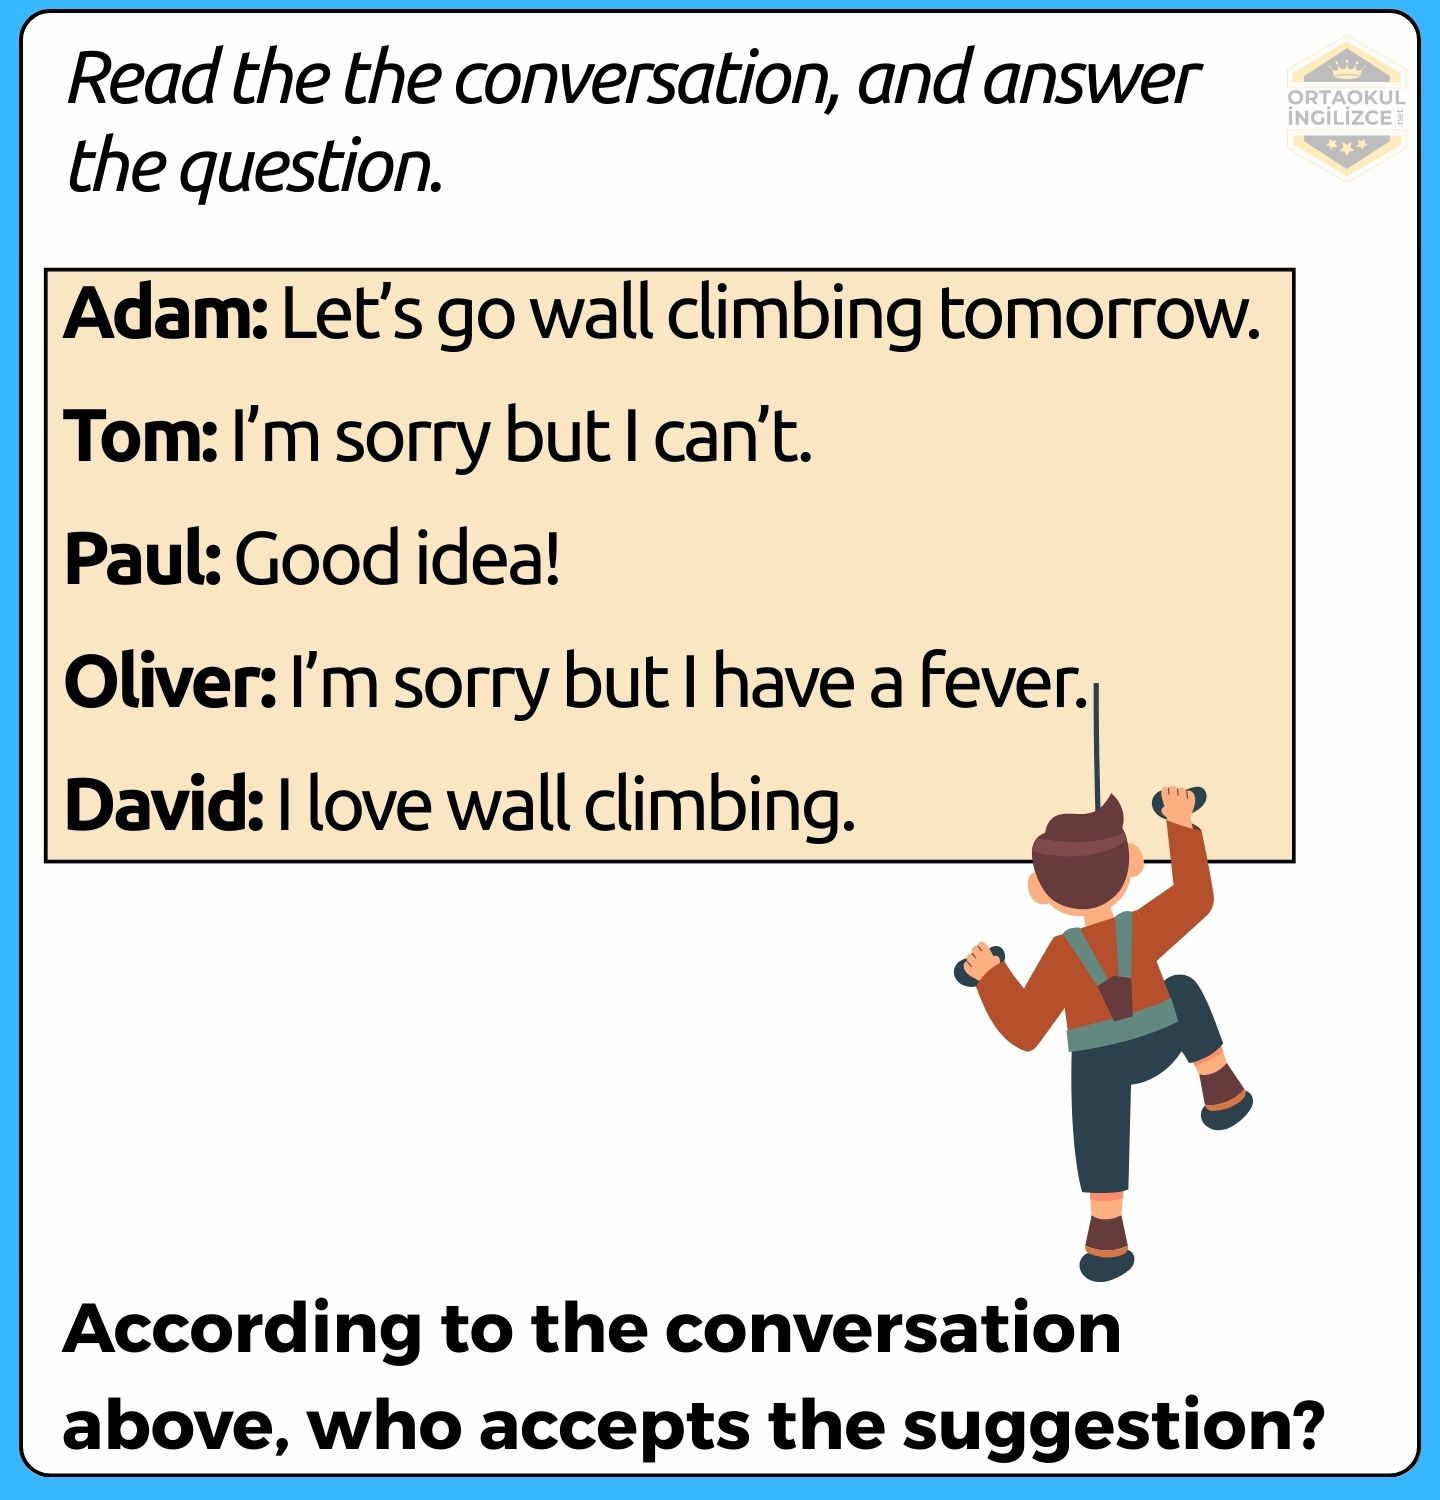 Read the the conversation, and answer
the question.
ORTAOKUL
İNGİLİZCE
.net
Adam: Let’s go wall climbing tomorrow.
Tom: I’m sorry but I can’t.
Paul: Good idea!
Oliver: I’m sorry but I have a fever.
David: I love wall climbing.
According to the conversation
above, who accepts the suggestion?